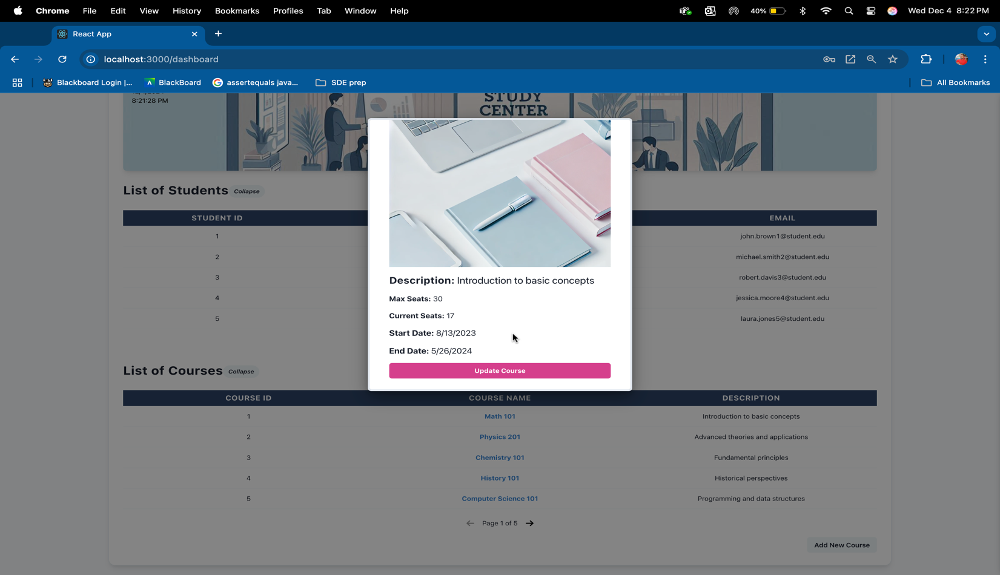 Chrome File Edit View History Bookmarks Profiles Tab Window Help 40% Wed Dec 4 8:22 PM
React App
localhost:3000/dashboard
Blackboard Login |... BlackBoard assertequals java... SDE prep All Bookmarks
8:21:28 PM
STUDY
CENTER
List of Students Collapse
STUDENT ID EMAIL
1 john.brown1@student.edu
2 michael.smith2@student.edu
3 robert.davis3@student.edu
4 jessica.moore4@student.edu
5 laura.jones5@student.edu
Description: Introduction to basic concepts
Max Seats: 30
Current Seats: 17
Start Date: 8/13/2023
End Date: 5/26/2024
Update Course
List of Courses Collapse
COURSE ID COURSE NAME DESCRIPTION
1 Math 101 Introduction to basic concepts
2 Physics 201 Advanced theories and applications
3 Chemistry 101 Fundamental principles
4 History 101 Historical perspectives
5 Computer Science 101 Programming and data structures
Page 1 of 5
Add New Course